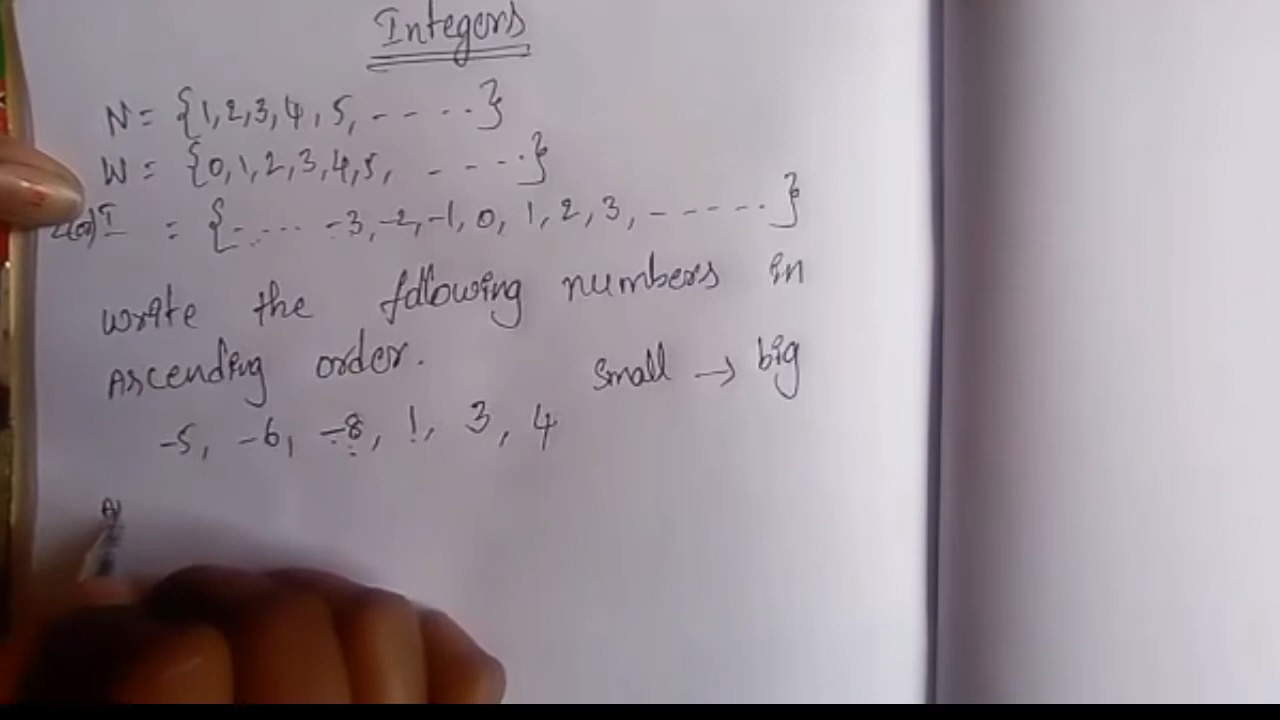 Integers
N = {1, 2, 3, 4, 5, -- -- ...}
W = {0, 1, 2, 3, 4, 5, - - - ...}
Z(or) I = {..... -3, -2, -1, 0, 1, 2, 3, - - - - - ..}
write the following numbers in
Ascending order. Small → big
-5, -6, -8, 1, 3, 4
A